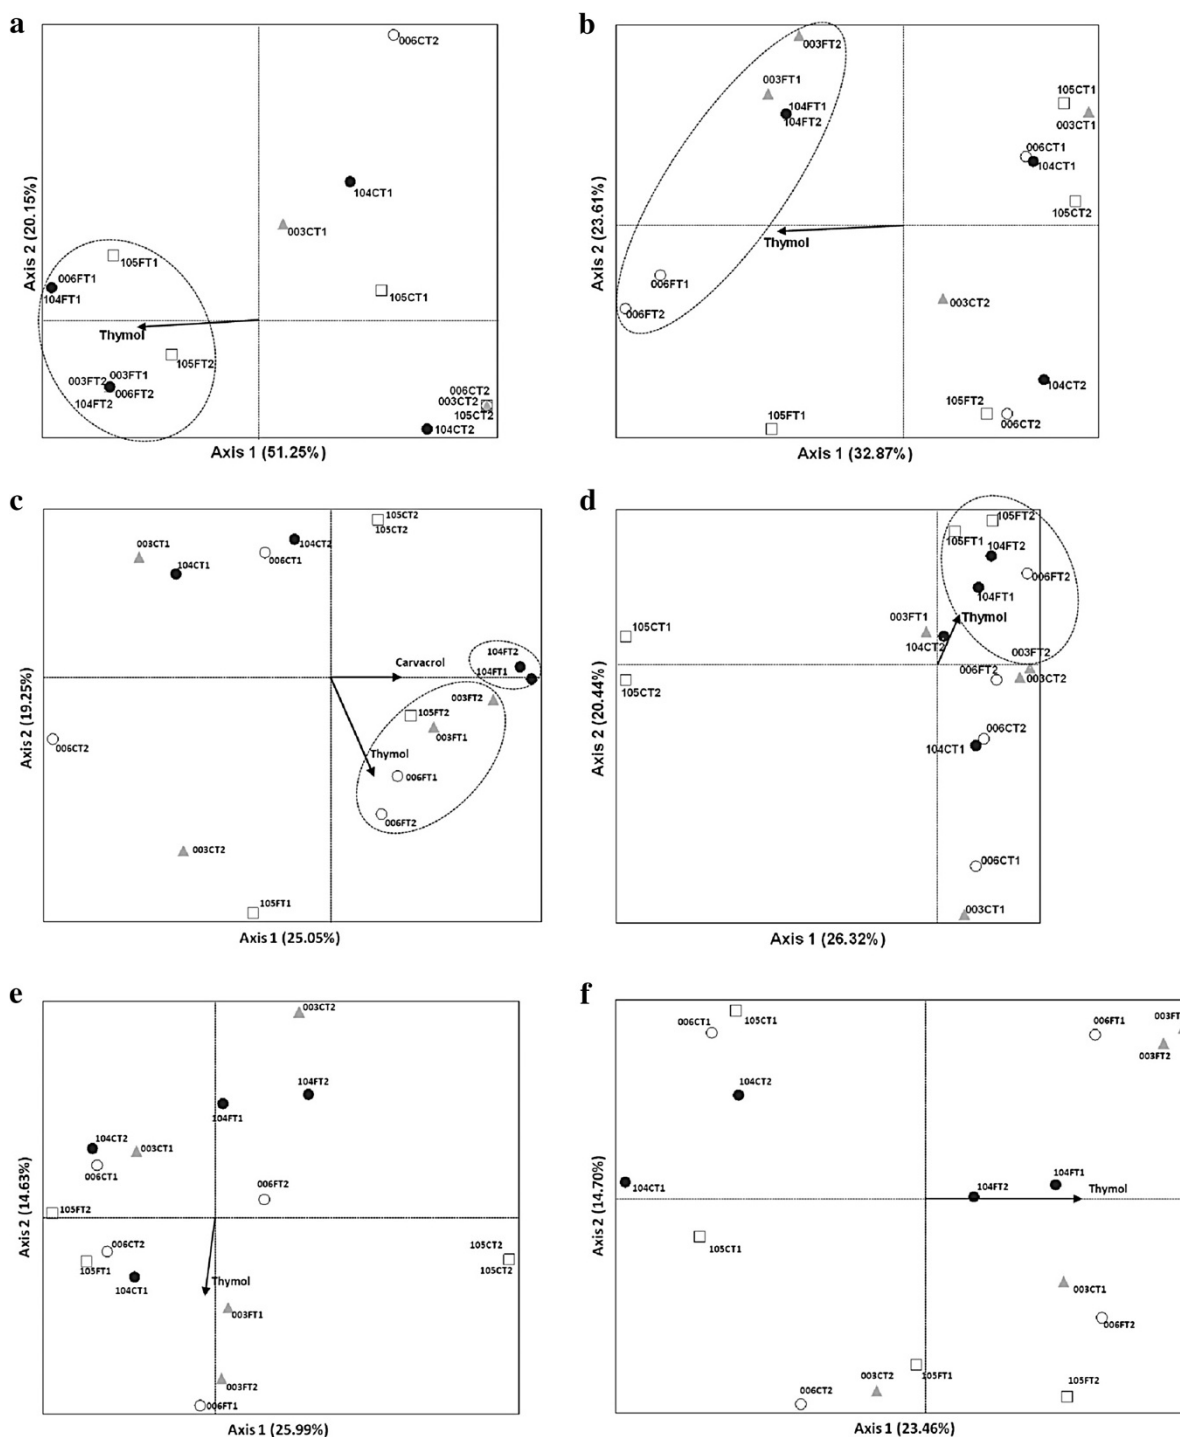 a
006CT2
104CT1
003CT1
105FT1
006FT1
104FT1
105CT1
Thymol
105FT2
003FT2 003FT1
006FT2
104FT2
006CT2
003CT2
105CT2
104CT2
Axis 2 (20.15%)
Axis 1 (51.25%)
b
003FT2
003FT1
104FT1
104FT2
105CT1
003CT1
006CT1
104CT1
105CT2
Thymol
006FT1
006FT2
003CT2
104CT2
105FT2
006CT2
105FT1
Axis 2 (23.61%)
Axis 1 (32.87%)
c
105CT2
105CT2
104CT2
003CT1
006CT1
104CT1
104FT2
Carvacrol
104FT1
003FT2
105FT2
003FT1
006CT2
Thymol
006FT1
006FT2
003CT2
105FT1
Axis 2 (19.25%)
Axis 1 (25.05%)
d
105FT2
105FT1
104FT2
006FT2
104FT1
Thymol
003FT1
104CT2
105CT1
003FT2
006FT2
003CT2
105CT2
006CT2
104CT1
006CT1
003CT1
Axis 2 (20.44%)
Axis 1 (26.32%)
e
003CT2
104FT2
104FT1
104CT2
003CT1
006CT1
006FT2
105FT2
006CT2
105CT2
105FT1
105CT2
104CT1
Thymol
003FT1
003FT2
006FT1
Axis 2 (14.63%)
Axis 1 (25.99%)
f
006CT1
105CT1
006FT1
003FT
003FT2
104CT2
104CT1
104FT1
104FT2
Thymol
105CT1
003CT1
006FT2
003CT2
105FT1
006CT2
105FT2
Axis 2 (14.70%)
Axis 1 (23.46%)